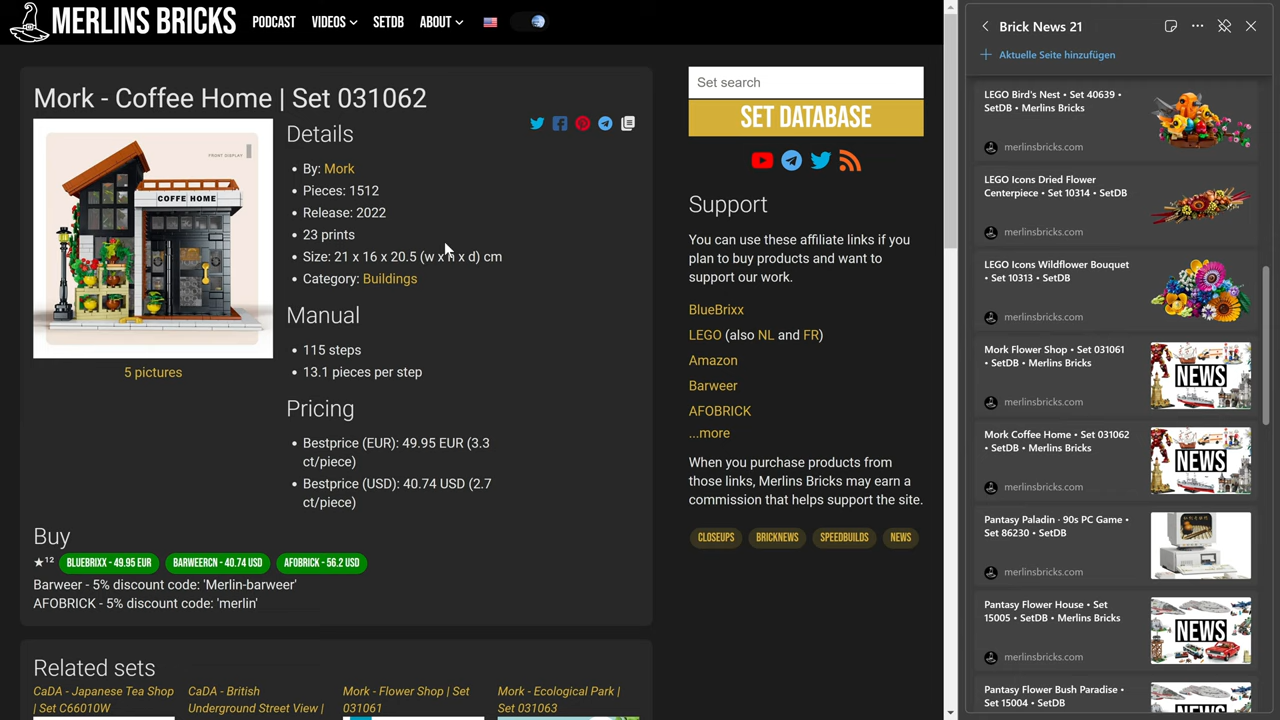 MERLINS BRICKS
PODCAST
VIDEOS
SETDB
ABOUT
Mork - Coffee Home | Set 031062
FRONT DISPLAY
COFFE HOME
5 pictures
Details
By: Mork
Pieces: 1512
Release: 2022
23 prints
Size: 21 x 16 x 20.5 (w x h x d) cm
Category: Buildings
Manual
115 steps
13.1 pieces per step
Pricing
Bestprice (EUR): 49.95 EUR (3.3
ct/piece)
Bestprice (USD): 40.74 USD (2.7
ct/piece)
Buy
★12
BLUEBRIXX - 49.95 EUR
BARWEERCN - 40.74 USD
AFOBRICK - 56.2 USD
Barweer - 5% discount code: 'Merlin-barweer'
AFOBRICK - 5% discount code: 'merlin'
Related sets
CaDA - Japanese Tea Shop
| Set C66010W
CaDA - British
Underground Street View |
Mork - Flower Shop | Set
031061
Mork - Ecological Park |
Set 031063
Set search
SET DATABASE
Support
You can use these affiliate links if you
plan to buy products and want to
support our work.
BlueBrixx
LEGO (also NL and FR)
Amazon
Barweer
AFOBRICK
...more
When you purchase products from
those links, Merlins Bricks may earn a
commission that helps support the site.
CLOSEUPS
BRICKNEWS
SPEEDBUILDS
NEWS
Brick News 21
Aktuelle Seite hinzufügen
LEGO Bird's Nest • Set 40639 •
SetDB • Merlins Bricks
merlinsbricks.com
LEGO Icons Dried Flower
Centerpiece • Set 10314 • SetDB
merlinsbricks.com
LEGO Icons Wildflower Bouquet
• Set 10313 • SetDB
merlinsbricks.com
Mork Flower Shop • Set 031061
• SetDB • Merlins Bricks
merlinsbricks.com
NEWS
Mork Coffee Home • Set 031062
• SetDB • Merlins Bricks
merlinsbricks.com
NEWS
Pantasy Paladin · 90s PC Game •
Set 86230 • SetDB
merlinsbricks.com
Pantasy Flower House • Set
15005 • SetDB • Merlins Bricks
merlinsbricks.com
NEWS
Pantasy Flower Bush Paradise •
Set 15004 • SetDB • Merlins